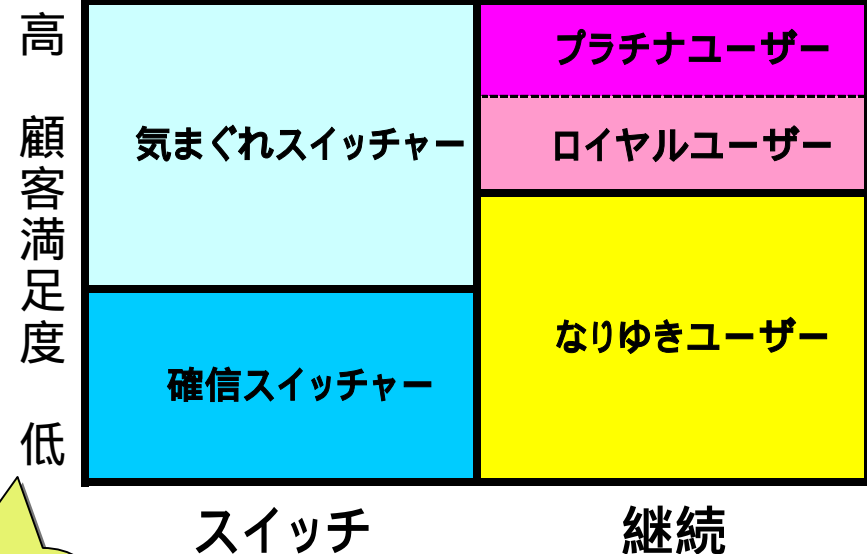 高 顧客満足度 低
プラチナユーザー
気まぐれスイッチャー
ロイヤルユーザー
なりゆきユーザー
確信スイッチャー
スイッチ
継続